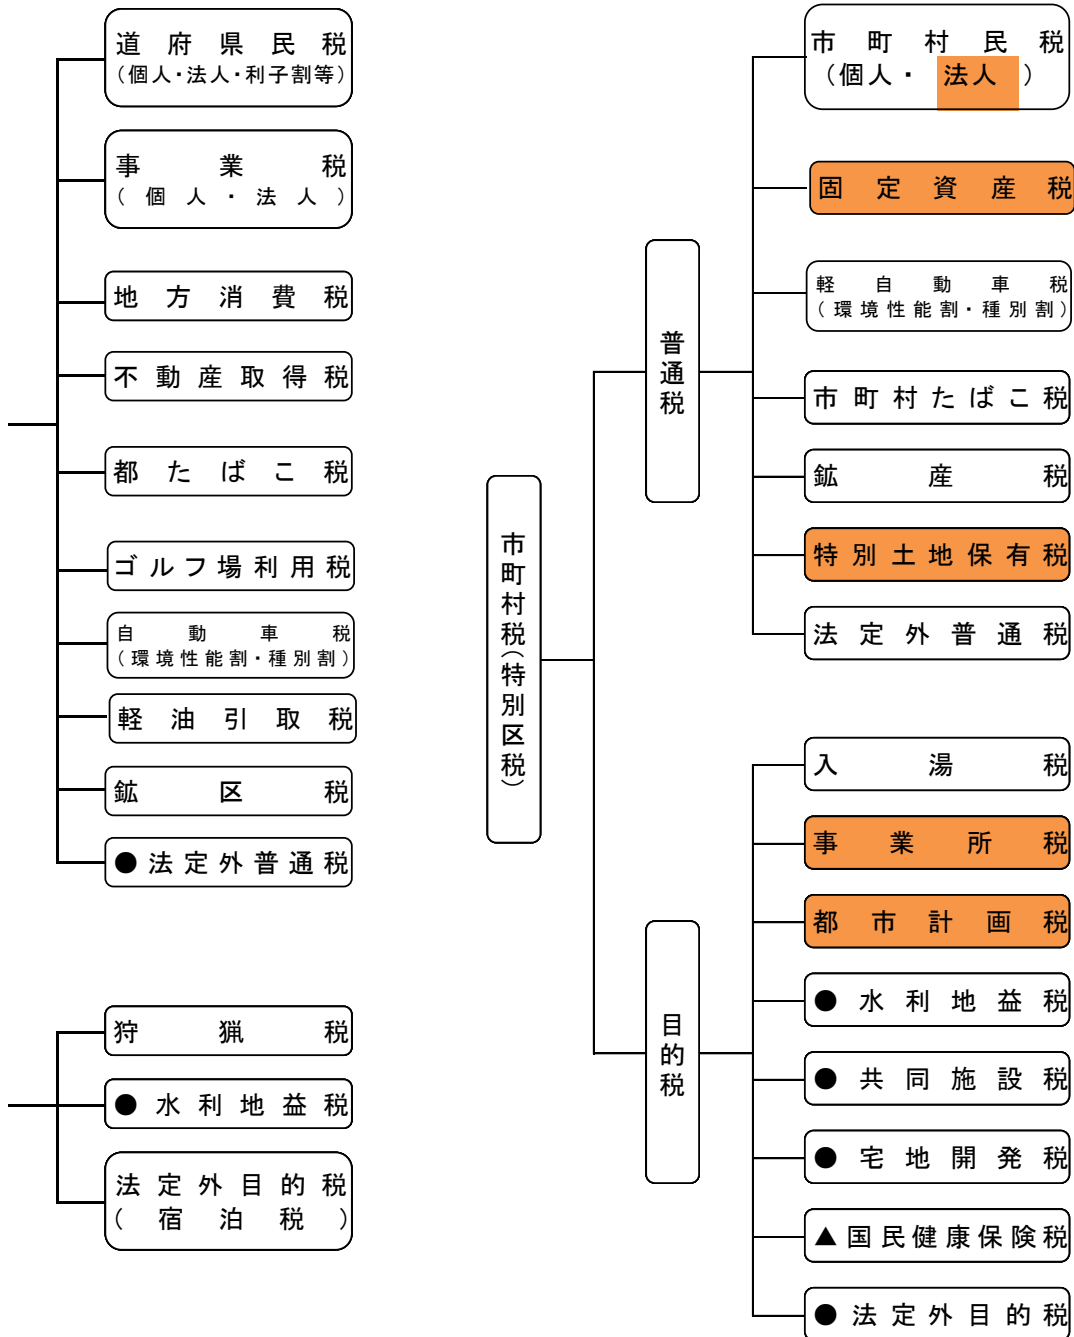 道府県民税
（個人・法人・利子割等）
事業税
（個人・法人）
地方消費税
不動産取得税
都たばこ税
ゴルフ場利用税
自動車税
（環境性能割・種別割）
軽油引取税
鉱区税
●法定外普通税
狩猟税
●水利地益税
法定外目的税
（宿泊税）
市町村税（特別区税）
普通税
市町村民税
（個人・法人）
固定資産税
軽自動車税
（環境性能割・種別割）
市町村たばこ税
鉱産税
特別土地保有税
法定外普通税
目的税
入湯税
事業所税
都市計画税
●水利地益税
●共同施設税
●宅地開発税
▲国民健康保険税
●法定外目的税